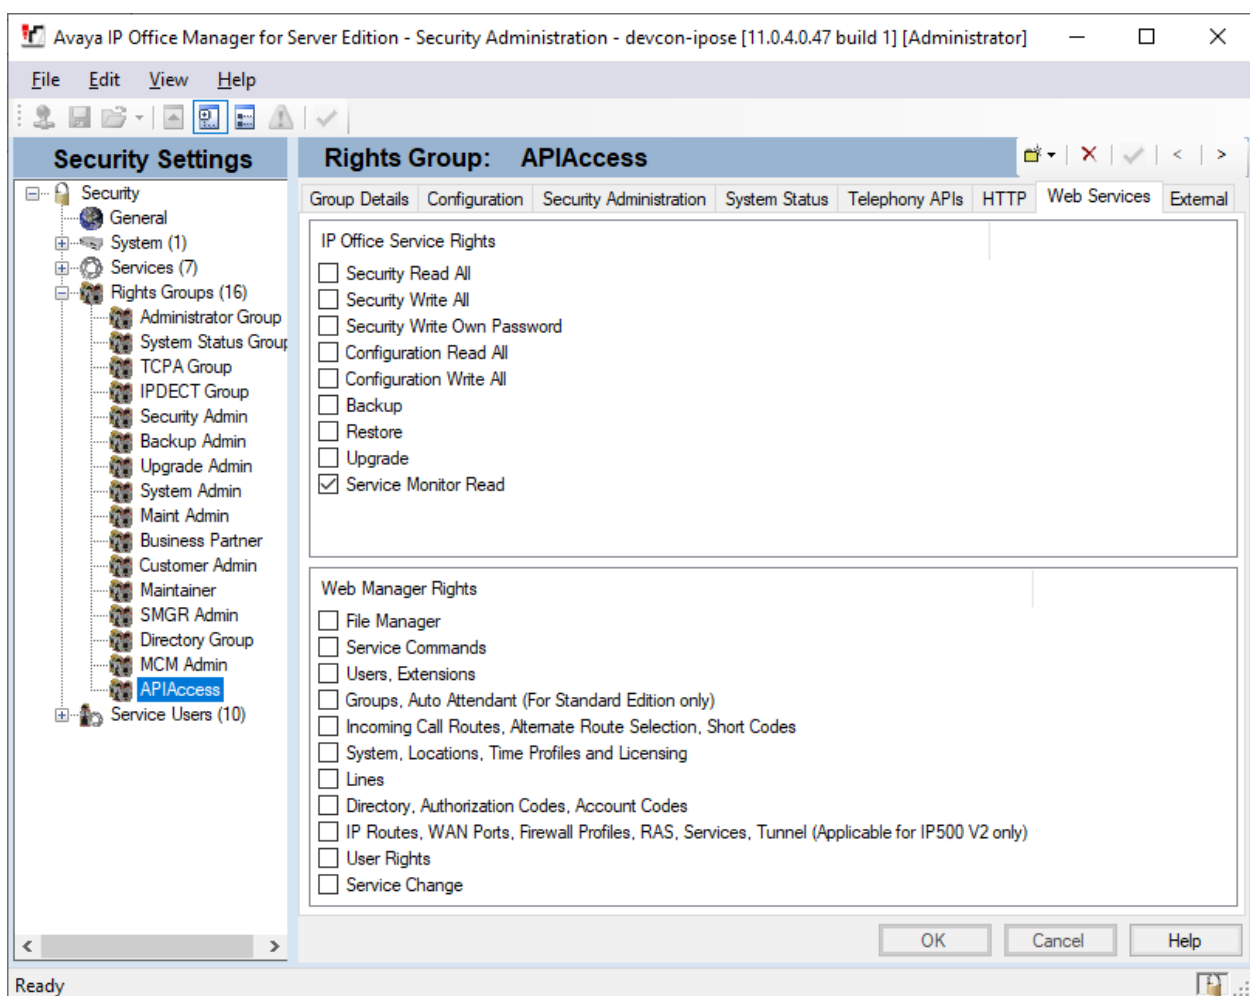 Avaya IP Office Manager for Server Edition - Security Administration - devcon-ipose [11.0.4.0.47 build 1] [Administrator]
File Edit View Help
Security Settings
Security
General
System (1)
Services (7)
Rights Groups (16)
Administrator Group
System Status Group
TCPA Group
IPDECT Group
Security Admin
Backup Admin
Upgrade Admin
System Admin
Maint Admin
Business Partner
Customer Admin
Maintainer
SMGR Admin
Directory Group
MCM Admin
APIAccess
Service Users (10)
Rights Group: APIAccess
Group Details Configuration Security Administration System Status Telephony APIs HTTP Web Services External
IP Office Service Rights
Security Read All
Security Write All
Security Write Own Password
Configuration Read All
Configuration Write All
Backup
Restore
Upgrade
Service Monitor Read
Web Manager Rights
File Manager
Service Commands
Users, Extensions
Groups, Auto Attendant (For Standard Edition only)
Incoming Call Routes, Alternate Route Selection, Short Codes
System, Locations, Time Profiles and Licensing
Lines
Directory, Authorization Codes, Account Codes
IP Routes, WAN Ports, Firewall Profiles, RAS, Services, Tunnel (Applicable for IP500 V2 only)
User Rights
Service Change
OK Cancel Help
Ready